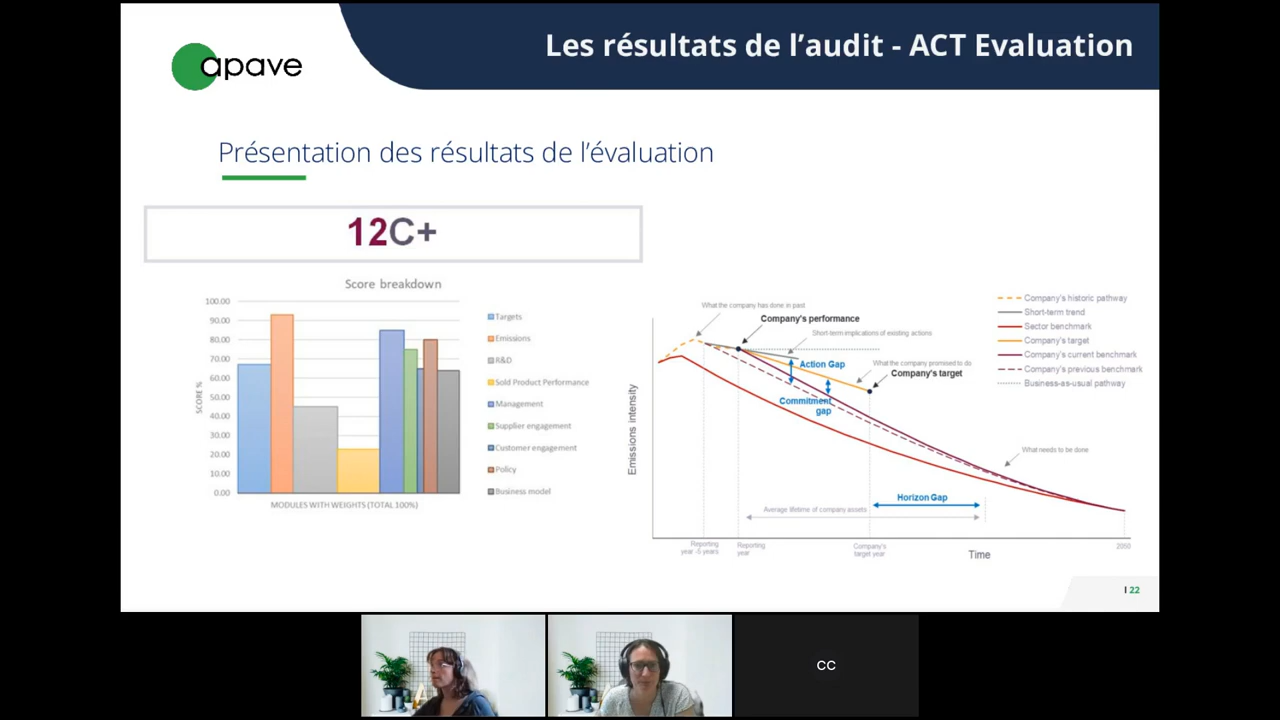 apave
Les résultats de l'audit - ACT Evaluation
Présentation des résultats de l'évaluation
12C+
Score breakdown
100.00
90.00
80.00
70.00
60.00
50.00
40.00
30.00
20.00
10.00
0.00
SCORE %
MODULES WITH WEIGHTS (TOTAL 100%)
Targets
Emissions
R&D
Sold Product Performance
Management
Supplier engagement
Customer engagement
Policy
Business model
What the company has done in past
Company's performance
Short-term implications of existing actions
What the company promised to do
Action Gap
Company's target
Commitment
gap
What needs to be done
Horizon Gap
Average lifetime of company assets
Emissions intensity
Reporting
year -5 years
Reporting
year
Company's
target year
Time
2050
Company's historic pathway
Short-term trend
Sector benchmark
Company's target
Company's current benchmark
Company's previous benchmark
Business-as-usual pathway
I 22
CC